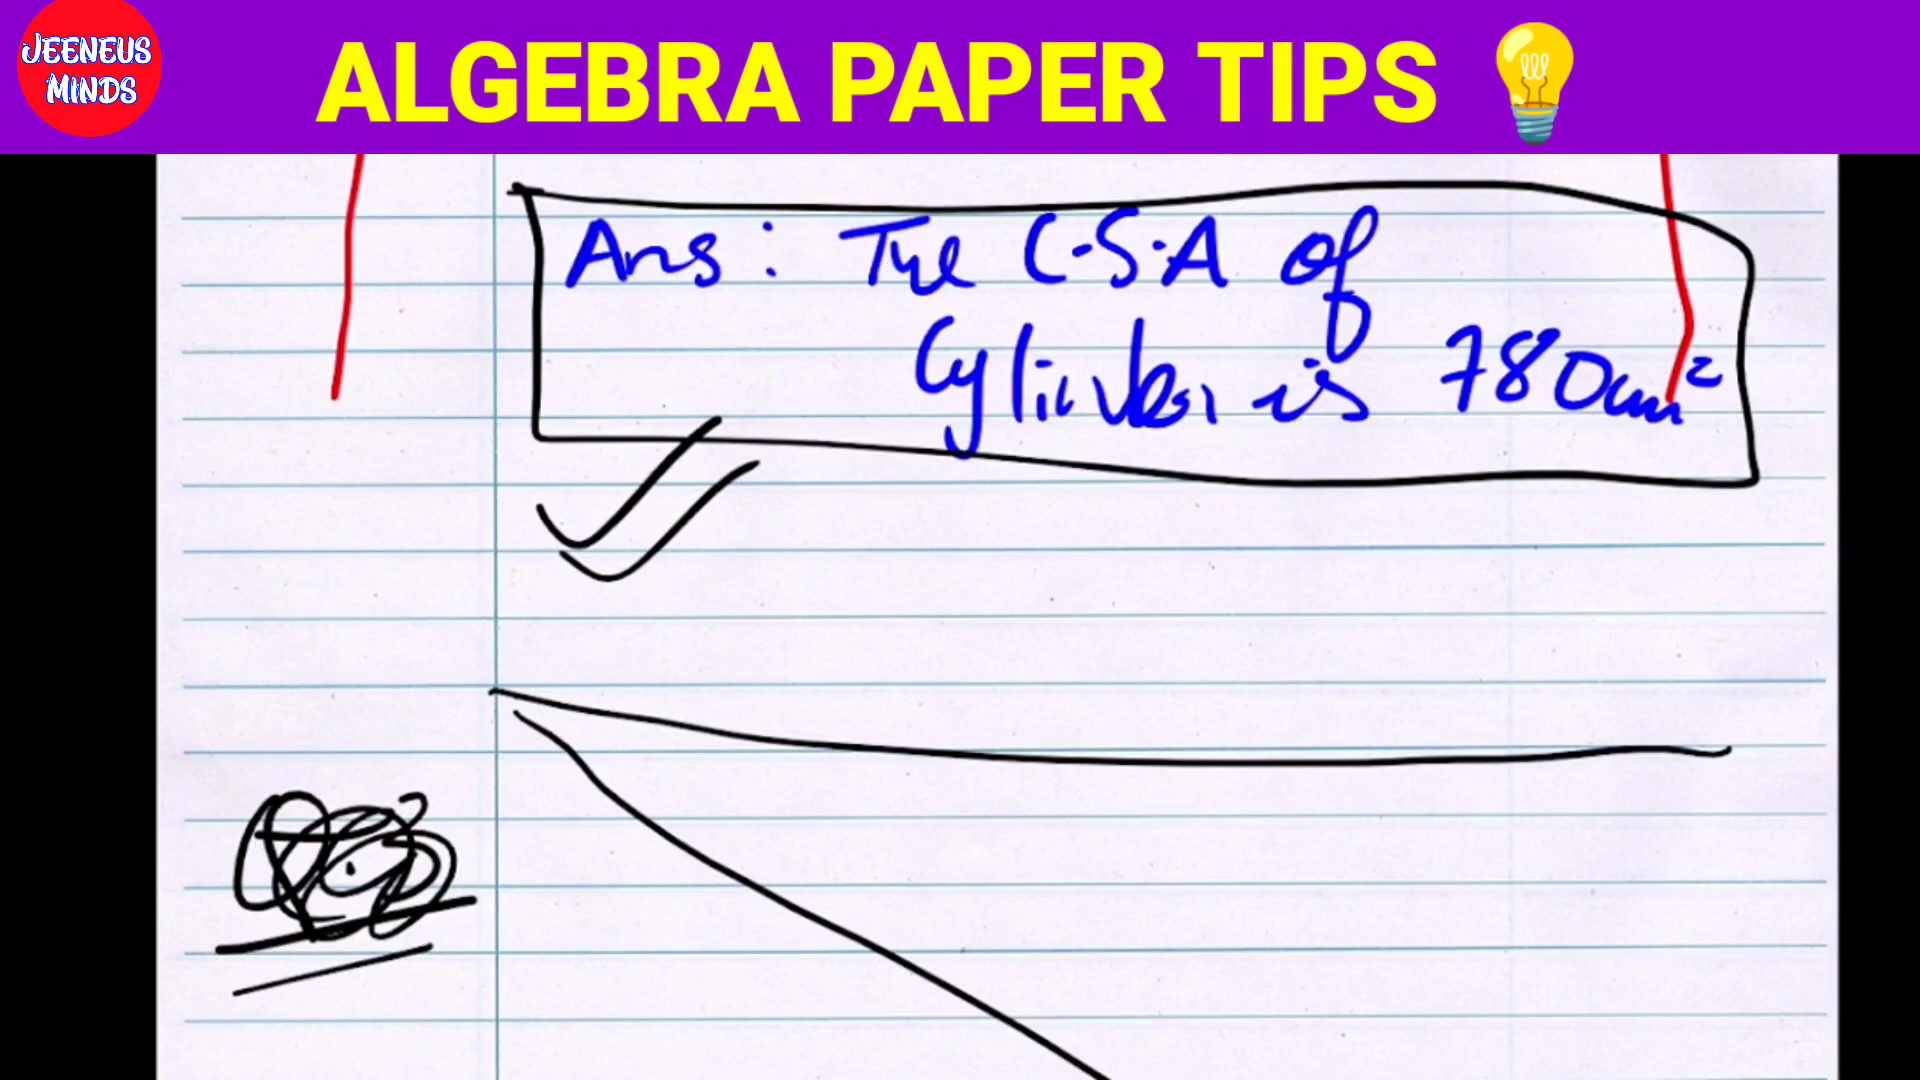 JEENEUS
MINDS
ALGEBRA PAPER TIPS
Ans: The C.S.A of
Cylinder is 780cm²